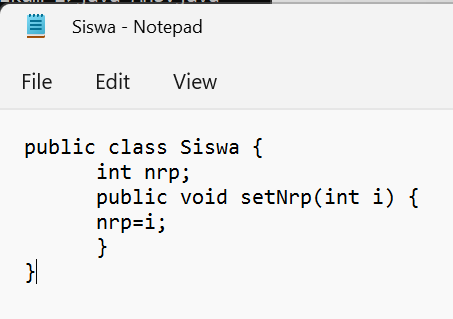 Siswa - Notepad
File Edit View
public class Siswa {
int nrp;
public void setNrp(int i) {
nrp=i;
}
}